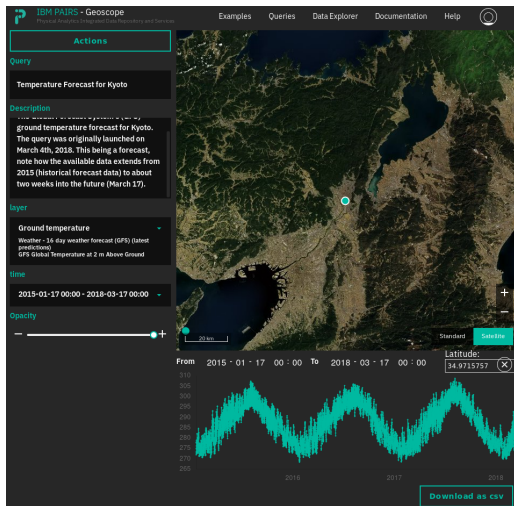 IBM PAIRS - Geoscope
Physical Analytics Integrated Data Repository and Services
Examples
Queries
Data Explorer
Documentation
Help
Actions
Query
Temperature Forecast for Kyoto
Description
ground temperature forecast for Kyoto.
The query was originally launched on
March 4th, 2018. This being a forecast,
note how the available data extends from
2015 (historical forecast data) to about
two weeks into the future (March 17).
layer
Ground temperature
Weather - 16 day weather forecast (GFS) (latest
predictions)
GFS Global Temperature at 2 m Above Ground
time
2015-01-17 00:00 - 2018-03-17 00:00
Opacity
− +
+
−
20 km
Standard
Satellite
From 2015 - 01 - 17 00 : 00 To 2018 - 03 - 17 00 : 00
Latitude:
34.9715757
310
305
300
295
290
285
280
275
270
265
2016
2017
2018
Download as csv